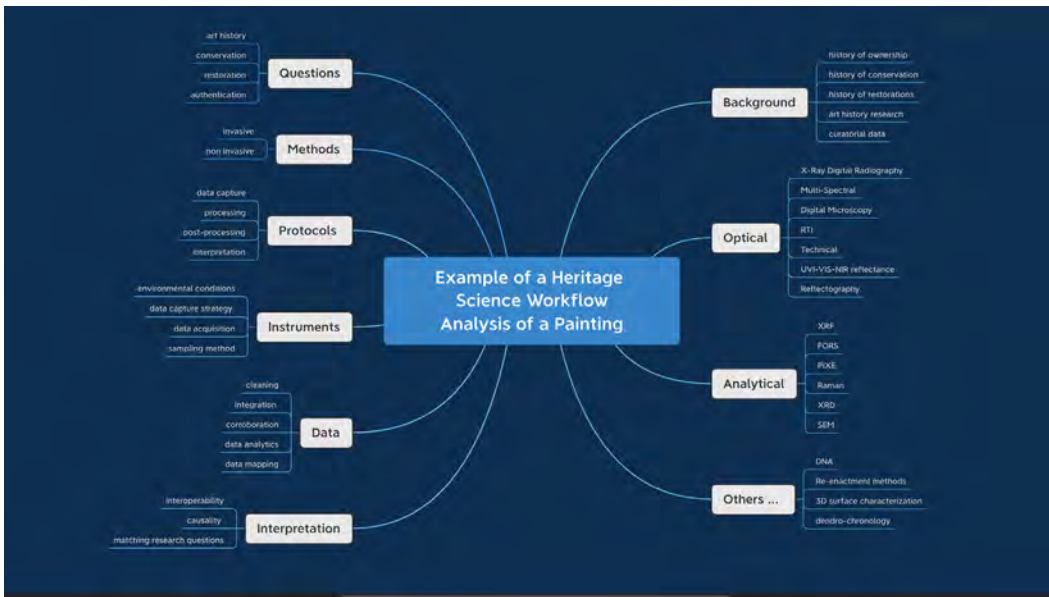 Example of a Heritage
Science Workflow
Analysis of a Painting
Questions
art history
conservation
restoration
authentication
Methods
invasive
non invasive
Protocols
data capture
processing
post-processing
interpretation
Instruments
environmental conditions
data capture strategy
data acquisition
sampling method
Data
cleaning
integration
corroboration
data analytics
data mapping
Interpretation
interoperability
causality
matching research questions
Background
history of ownership
history of conservation
history of restorations
art history research
curatorial data
Optical
X-Ray Digital Radiography
Multi-Spectral
Digital Microscopy
RTI
Technical
UVI-VIS-NIR reflectance
Reflectography
Analytical
XRF
FORS
PIXE
Raman
XRD
SEM
Others ...
DNA
Re-enactment methods
3D surface characterization
dendro-chronology